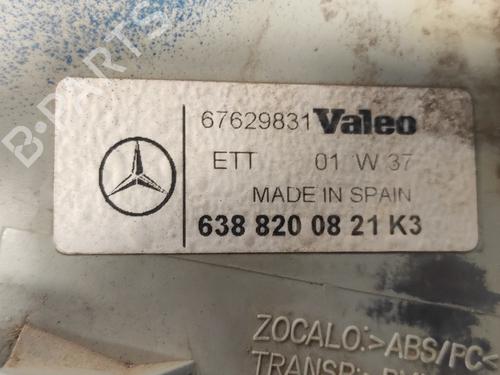 67629831 Valeo
ETT 01 W 37
MADE IN SPAIN
638 820 08 21 K3
ZOCALO:>ABS/PC<
B-PARTS